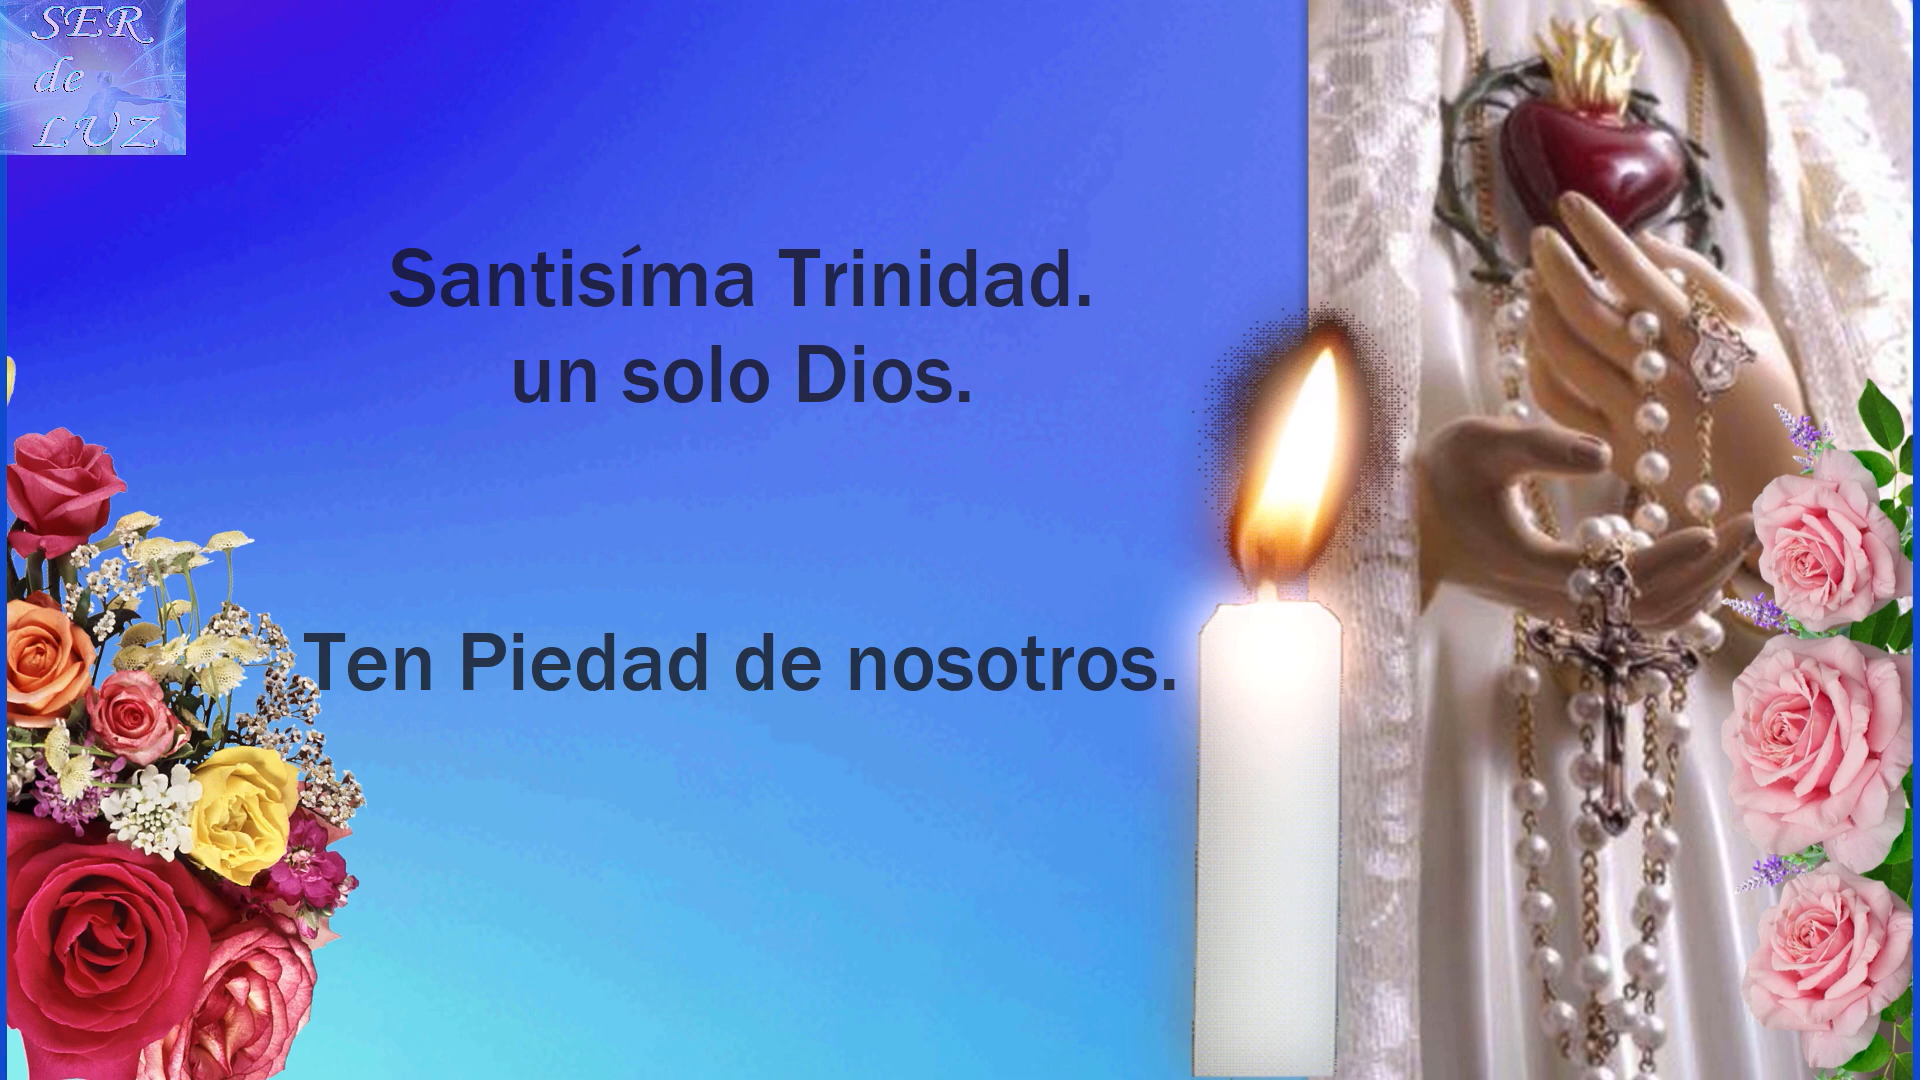 SER
de
LUZ
Santisíma Trinidad.
un solo Dios.
Ten Piedad de nosotros.